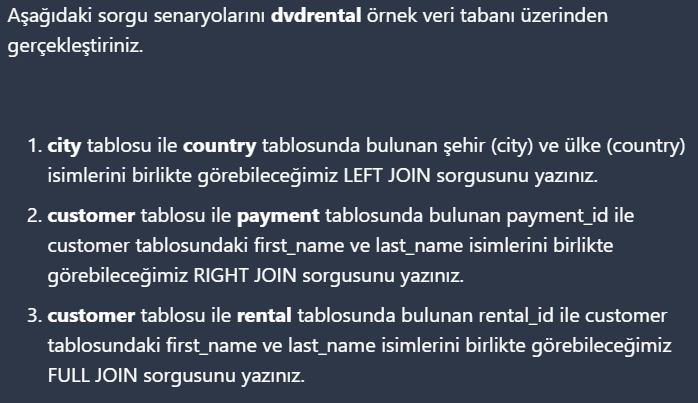 Aşağıdaki sorgu senaryolarını dvdrental örnek veri tabanı üzerinden
gerçekleştiriniz.
1. city tablosu ile country tablosunda bulunan şehir (city) ve ülke (country)
isimlerini birlikte görebileceğimiz LEFT JOIN sorgusunu yazınız.
2. customer tablosu ile payment tablosunda bulunan payment_id ile
customer tablosundaki first_name ve last_name isimlerini birlikte
görebileceğimiz RIGHT JOIN sorgusunu yazınız.
3. customer tablosu ile rental tablosunda bulunan rental_id ile customer
tablosundaki first_name ve last_name isimlerini birlikte görebileceğimiz
FULL JOIN sorgusunu yazınız.